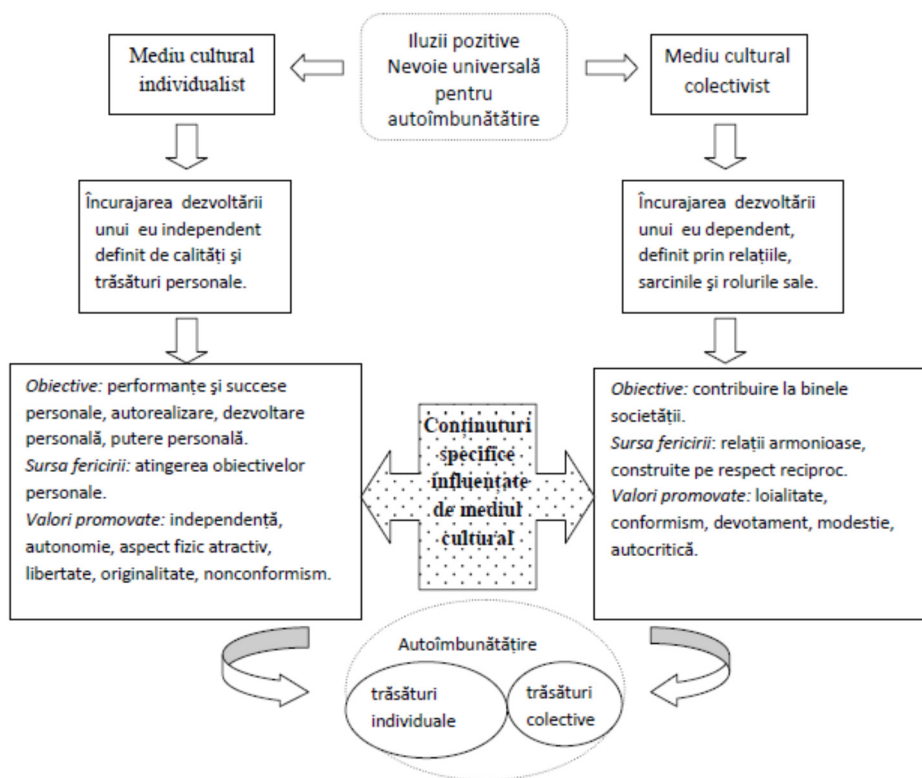 Mediu cultural
individualist
Iluzii pozitive
Nevoie universală
pentru
autoîmbunătătire
Mediu cultural
colectivist
Încurajarea dezvoltării
unui eu independent
definit de calități şi
trăsături personale.
Încurajarea dezvoltării
unui eu dependent,
definit prin relațiile,
sarcinile şi rolurile sale.
Obiective: performanțe şi succese
personale, autorealizare, dezvoltare
personală, putere personală.
Sursa fericirii: atingerea obiectivelor
personale.
Valori promovate: independență,
autonomie, aspect fizic atractiv,
libertate, originalitate, nonconformism.
Conținuturi
specifice
influențate
de mediul
cultural
Obiective: contribuire la binele
societății.
Sursa fericirii: relații armonioase,
construite pe respect reciproc.
Valori promovate: loialitate,
conformism, devotament, modestie,
autocritică.
Autoîmbunătățire
trăsături
individuale
trăsături
colective